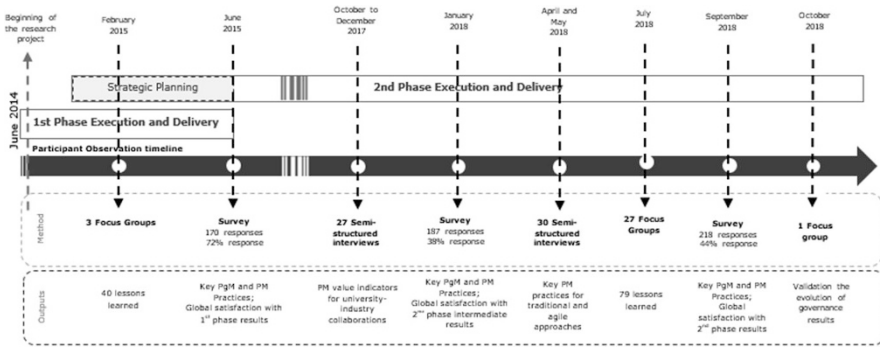 Beginning of
the research
project
February
2015
June
2015
October to
December
2017
January
2018
April and
May
2018
July
2018
September
2018
October
2018
June 2014
Strategic Planning
2nd Phase Execution and Delivery
1st Phase Execution and Delivery
Participant Observation timeline
Method
3 Focus Groups
Survey
170 responses
72% response
27 Semi-
structured
interviews
Survey
187 responses
38% response
30 Semi-
structured
interviews
27 Focus
Groups
Survey
218 responses
44% response
1 Focus
group
Outputs
40 lessons
learned
Key PgM and PM
Practices;
Global satisfaction with
1st phase results
PM value indicators
for university-
industry
collaborations
Key PgM and PM
Practices;
Global satisfaction with
2nd phase intermediate
results
Key PM
practices for
traditional and
agile
approaches
79 lessons
learned
Key PgM and PM
Practices;
Global
satisfaction with
2nd phase results
Validation the
evolution of
governance
results